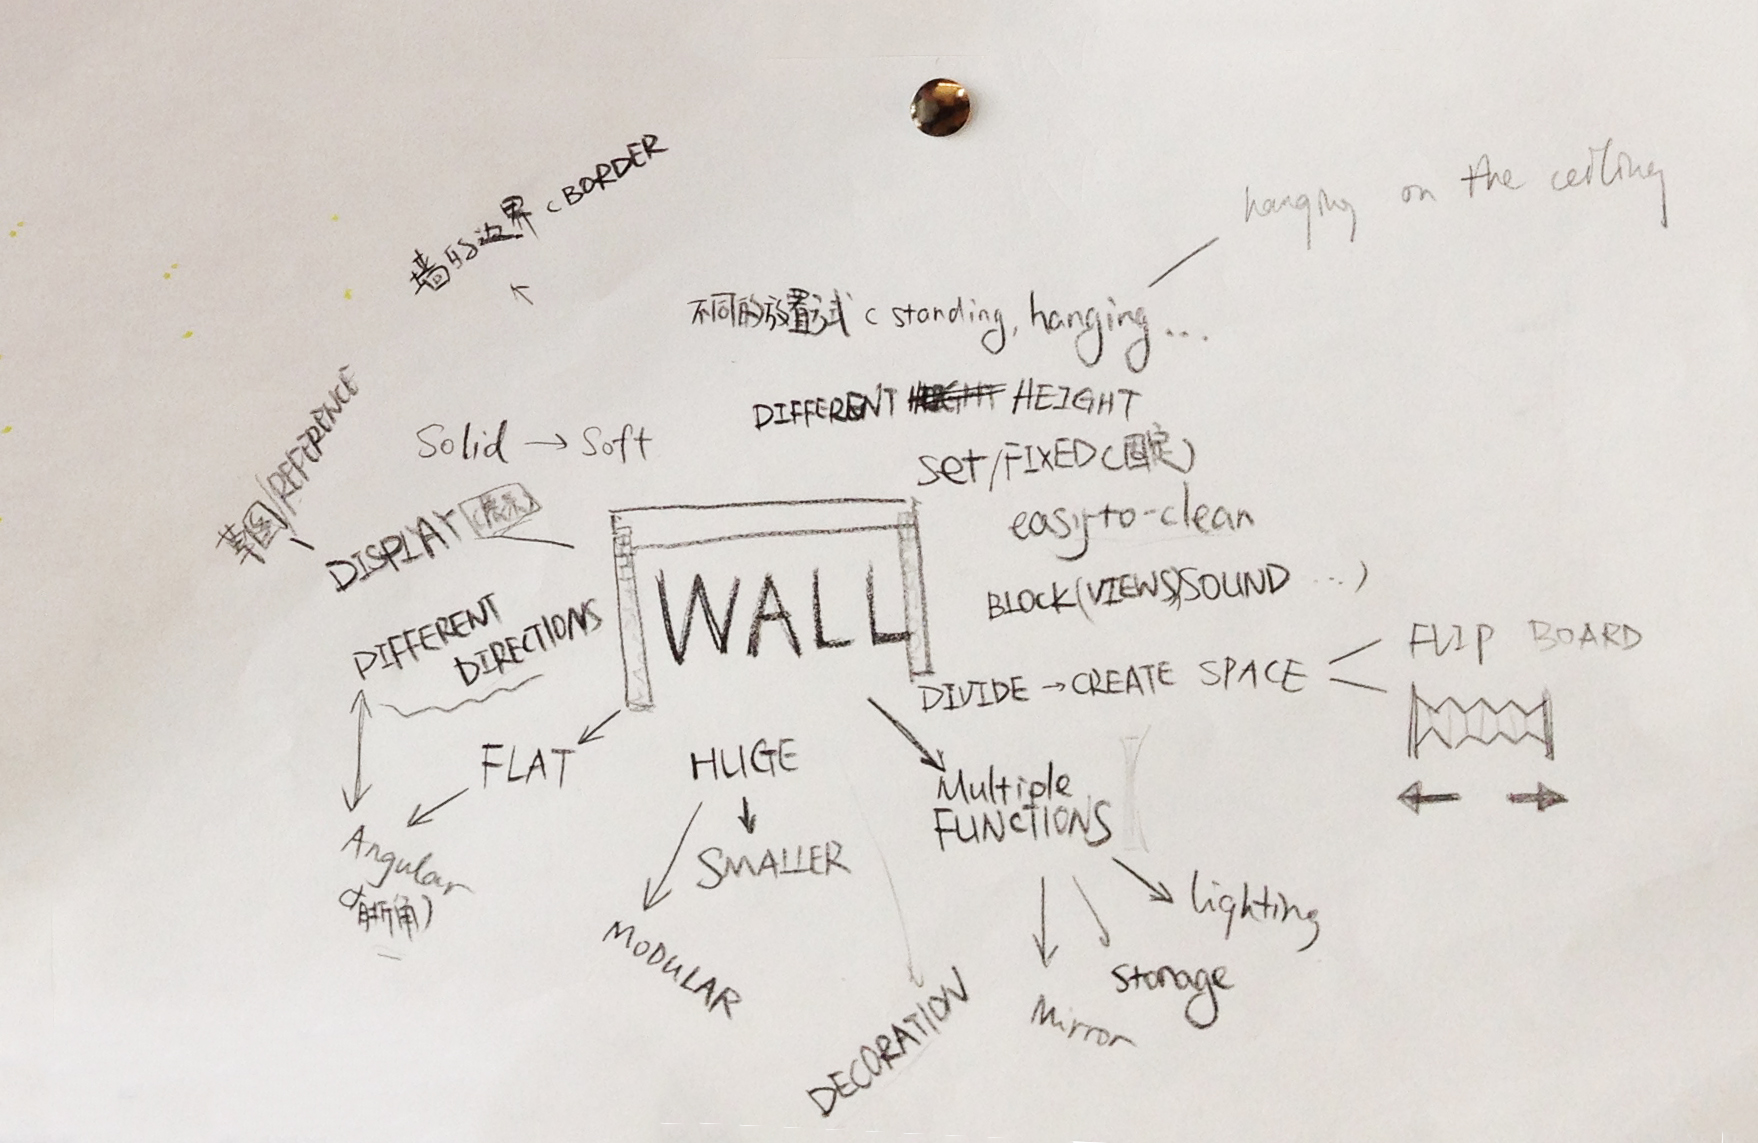 墙的边界 (BORDER
hanging on the ceiling
不同的放置方式 ( standing, hanging ...
DIFFERENT HEIGHT
Solid → Soft
SET/FIXED (固定)
草图/REFERENCE
DISPLAY (展示)
easy-to-clean
WALL
BLOCK (VIEWS) SOUND ...)
DIFFERENT
DIRECTIONS
DIVIDE → CREATE SPACE
FLIP BOARD
FLAT
HUGE
Multiple
FUNCTIONS
Angular
折角)
SMALLER
MODULAR
lighting
Storage
Mirror
DECORATION